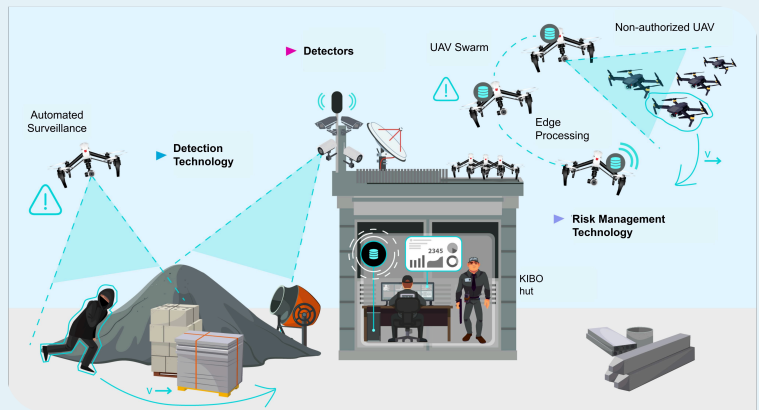 Non-authorized UAV
UAV Swarm
Detectors
Automated
Surveillance
Edge
Processing
Detection
Technology
V
Risk Management
Technology
2345
KIBO
hut
V